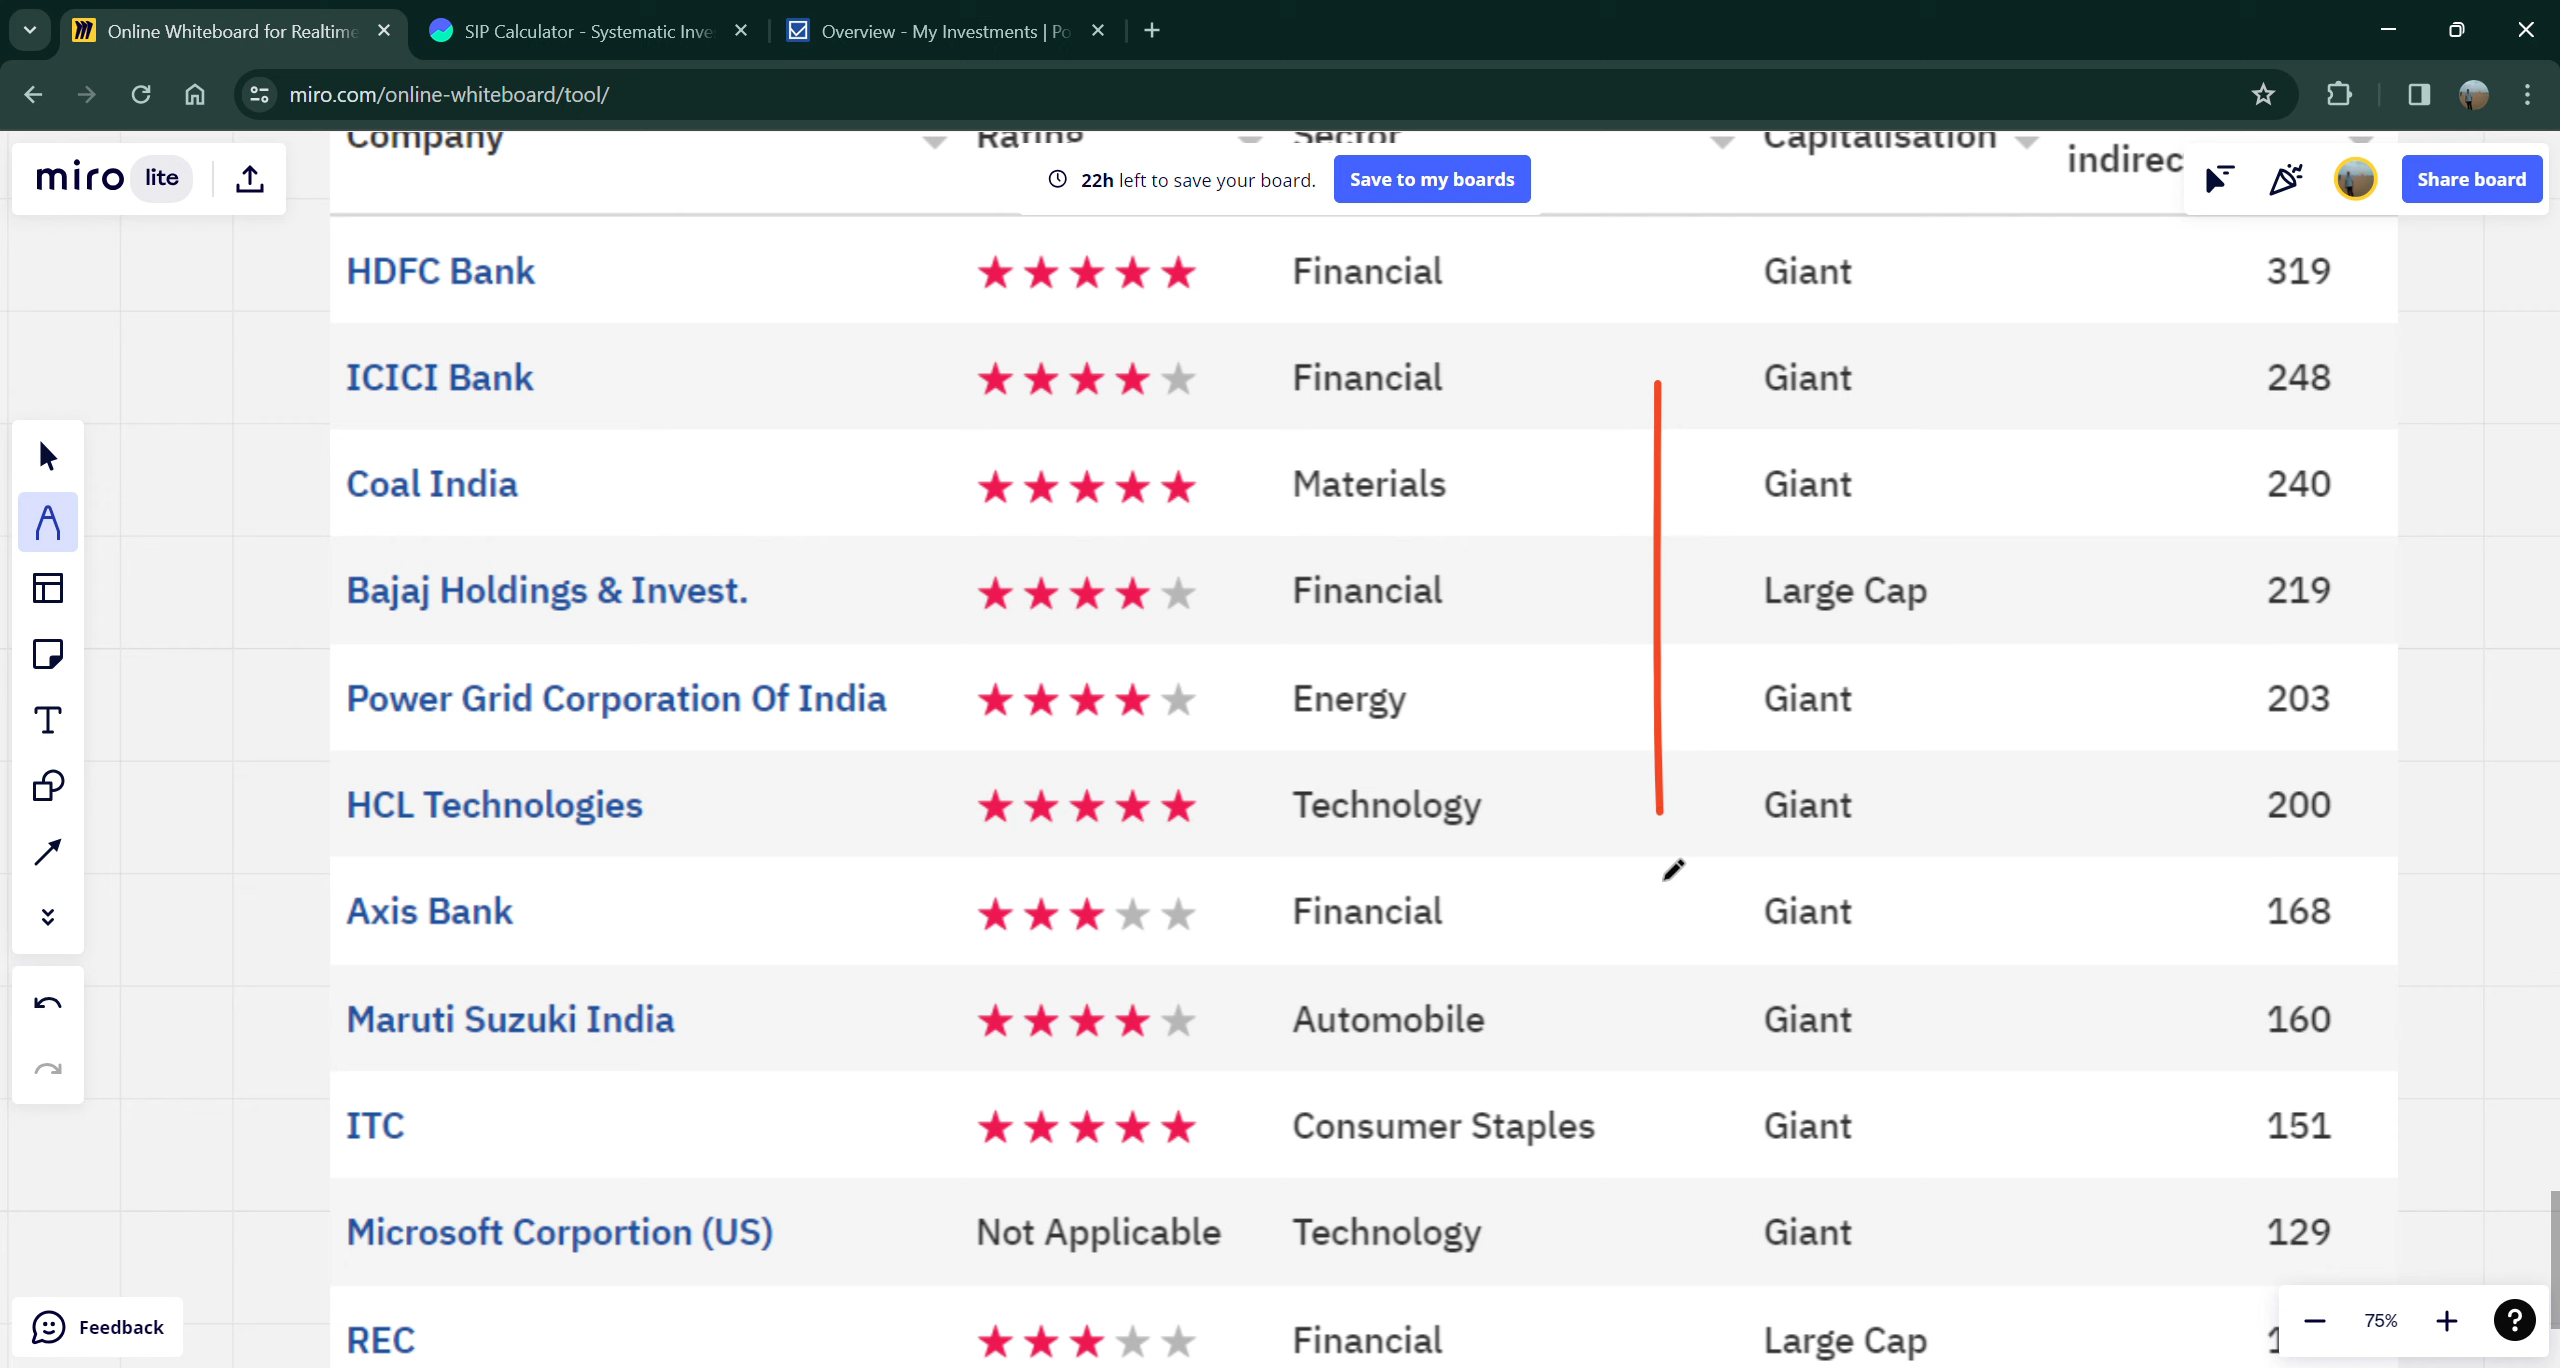 Online Whiteboard for Realtime
SIP Calculator - Systematic Inve
Overview - My Investments | Po
miro.com/online-whiteboard/tool/
Company Rating Sector Capitalisation
indirec
miro lite
22h left to save your board. Save to my boards
Share board
HDFC Bank Financial Giant 319
ICICI Bank Financial Giant 248
Coal India Materials Giant 240
Bajaj Holdings & Invest. Financial Large Cap 219
Power Grid Corporation Of India Energy Giant 203
HCL Technologies Technology Giant 200
Axis Bank Financial Giant 168
Maruti Suzuki India Automobile Giant 160
ITC Consumer Staples Giant 151
Microsoft Corportion (US) Not Applicable Technology Giant 129
REC Financial Large Cap
Feedback
75%